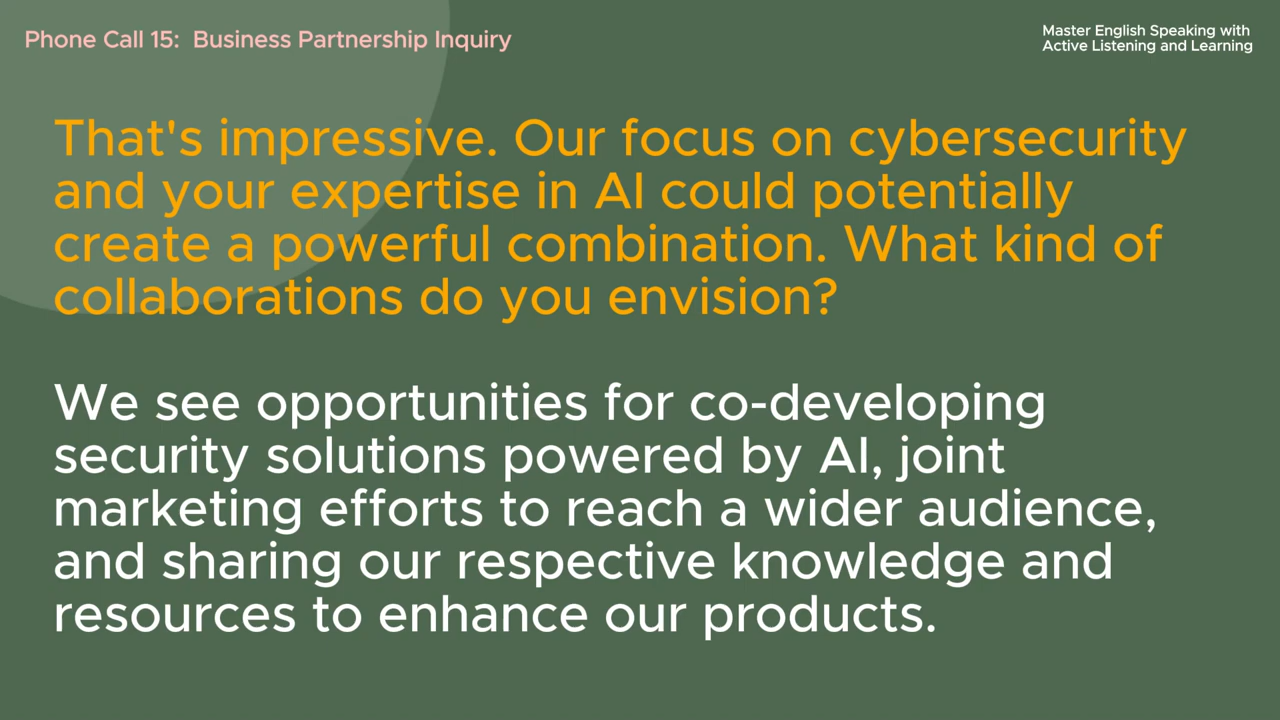 Phone Call 15:  Business Partnership Inquiry
Master English Speaking with
Active Listening and Learning
That's impressive. Our focus on cybersecurity
and your expertise in AI could potentially
create a powerful combination. What kind of
collaborations do you envision?
We see opportunities for co-developing
security solutions powered by AI, joint
marketing efforts to reach a wider audience,
and sharing our respective knowledge and
resources to enhance our products.